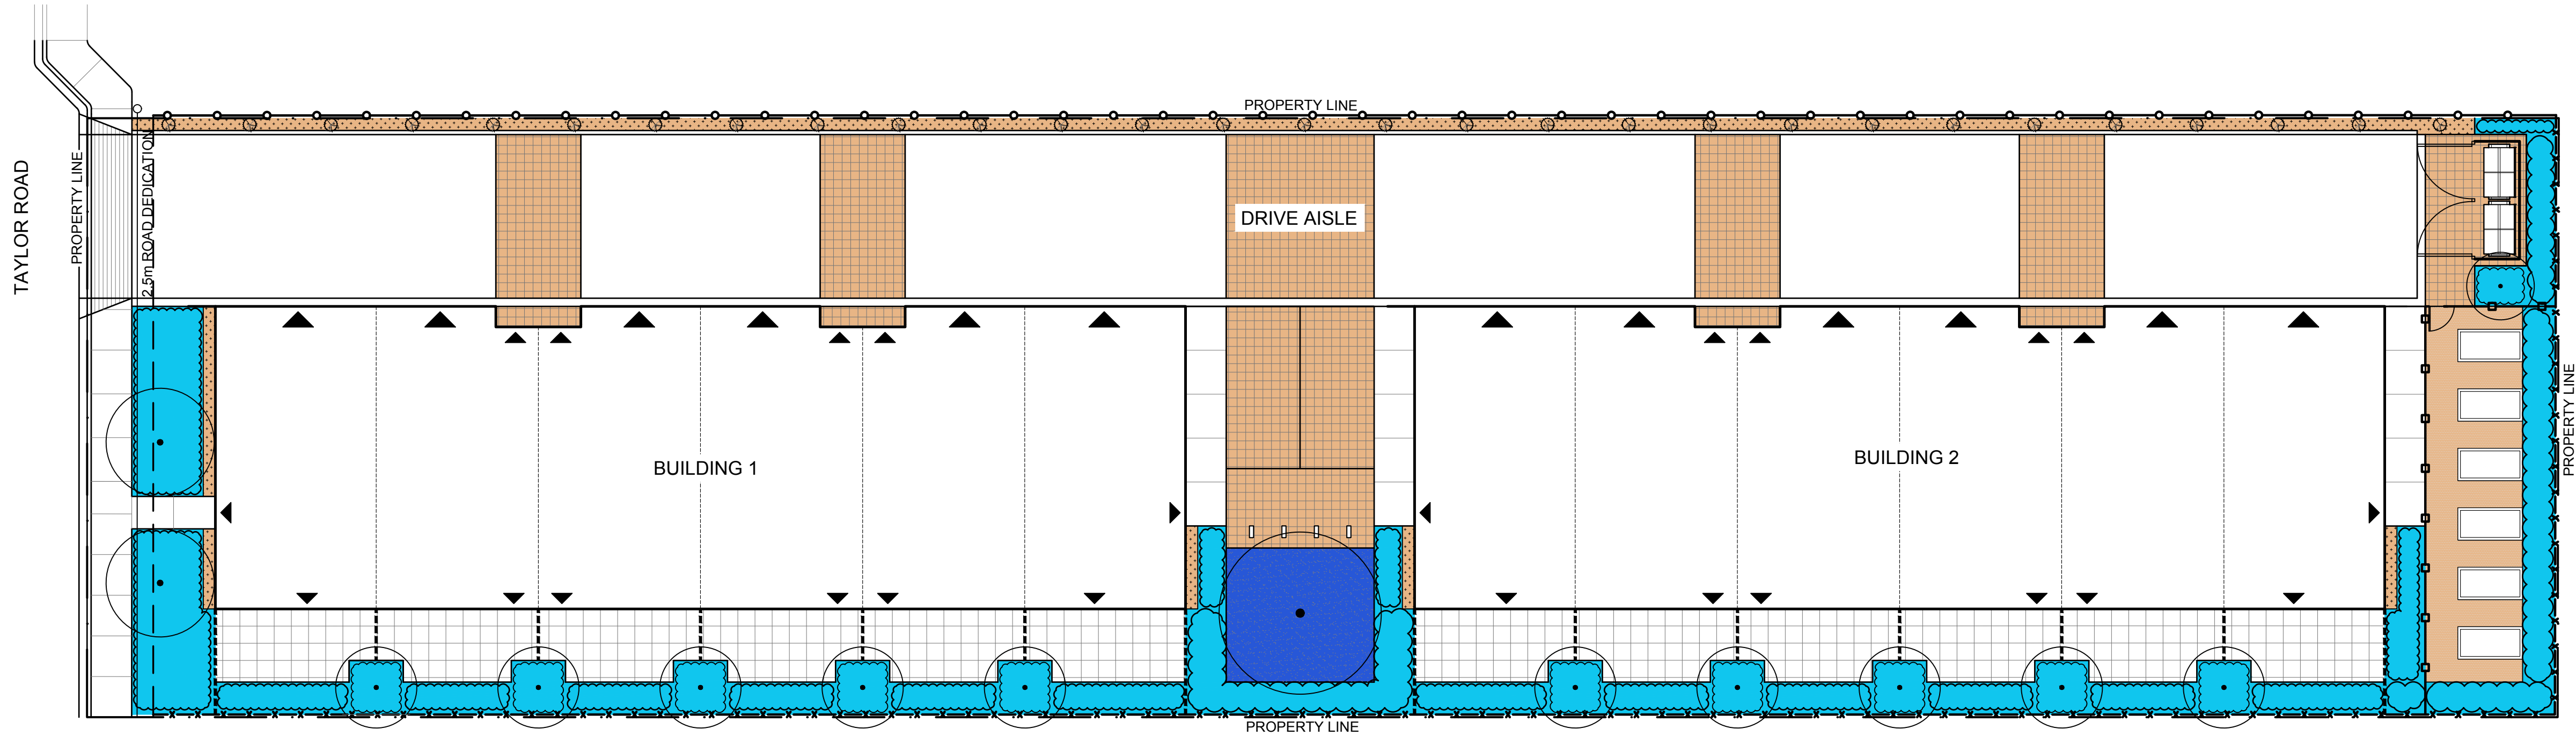 PROPERTY LINE
TAYLOR ROAD
PROPERTY LINE
2.5m ROAD DEDICATION
DRIVE AISLE
BUILDING 1
BUILDING 2
PROPERTY LINE
PROPERTY LINE